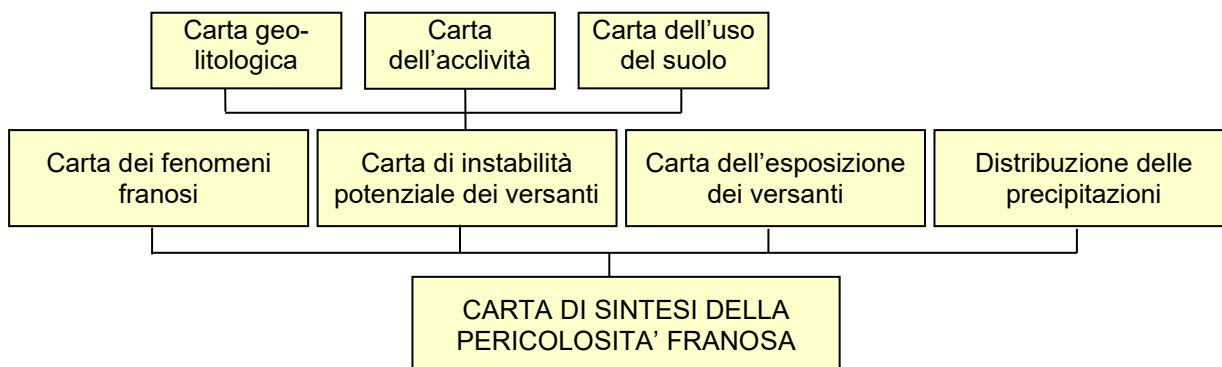 Carta geo-
litologica
Carta
dell’acclività
Carta dell’uso
del suolo
Carta dei fenomeni
franosi
Carta di instabilità
potenziale dei versanti
Carta dell’esposizione
dei versanti
Distribuzione delle
precipitazioni
CARTA DI SINTESI DELLA
PERICOLOSITA’ FRANOSA